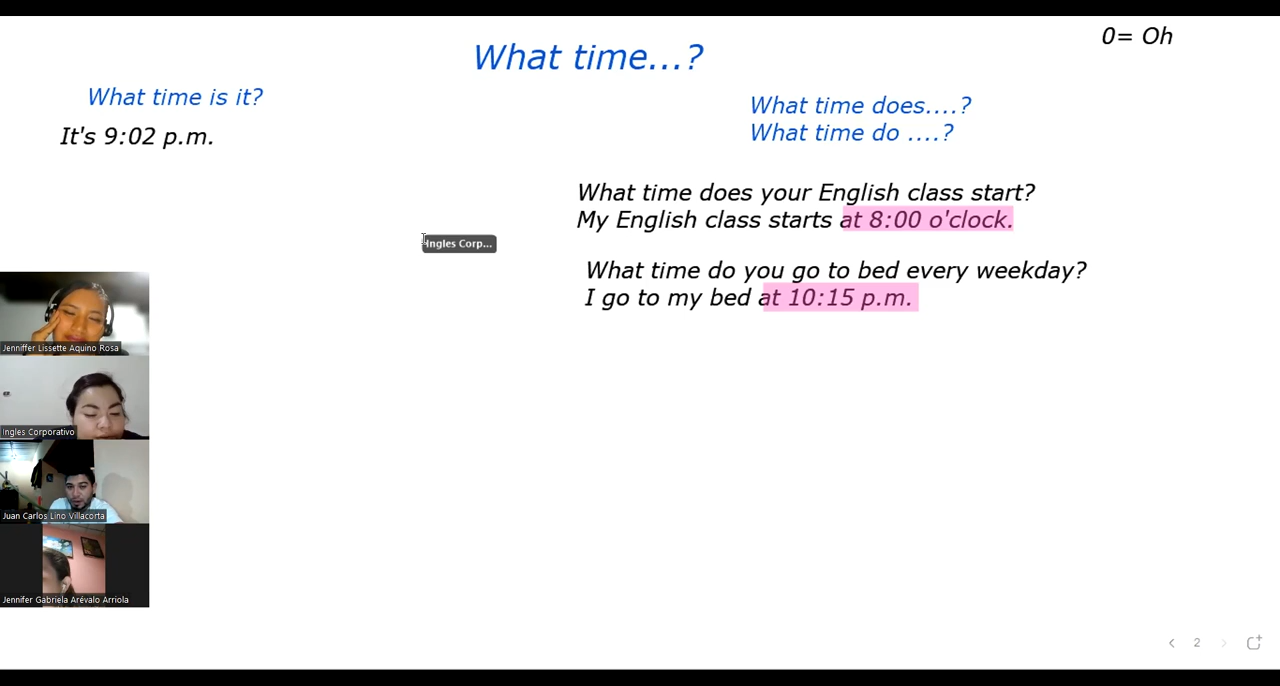 0= Oh
What time...?
What time is it?
It's 9:02 p.m.
What time does....?
What time do ....?
What time does your English class start?
My English class starts at 8:00 o'clock.
Ingles Corp...
What time do you go to bed every weekday?
I go to my bed at 10:15 p.m.
Jenniffer Lissette Aquino Rosa
Ingles Corporativo
Juan Carlos Lino Villacorta
Jennifer Gabriela Arévalo Arriola
2